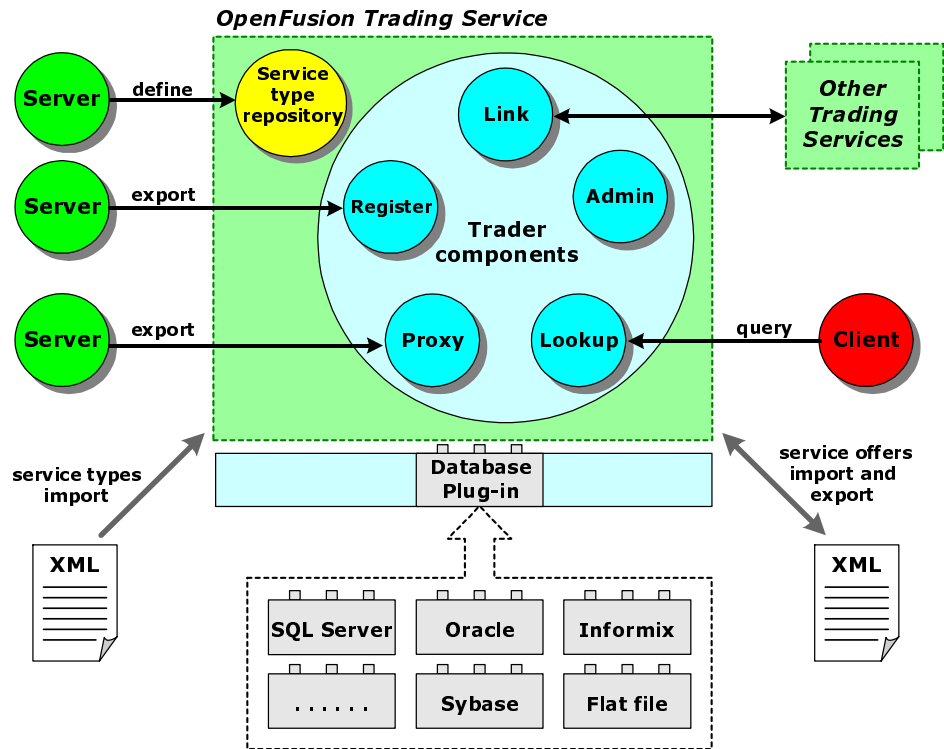 OpenFusion Trading Service
Server
define
Service
type
repository
Link
Other
Trading
Services
Server
export
Register
Admin
Trader
components
Server
export
Proxy
Lookup
query
Client
service types
import
Database
Plug-in
service offers
import and
export
XML
XML
SQL Server
Oracle
Informix
. . . . . .
Sybase
Flat file